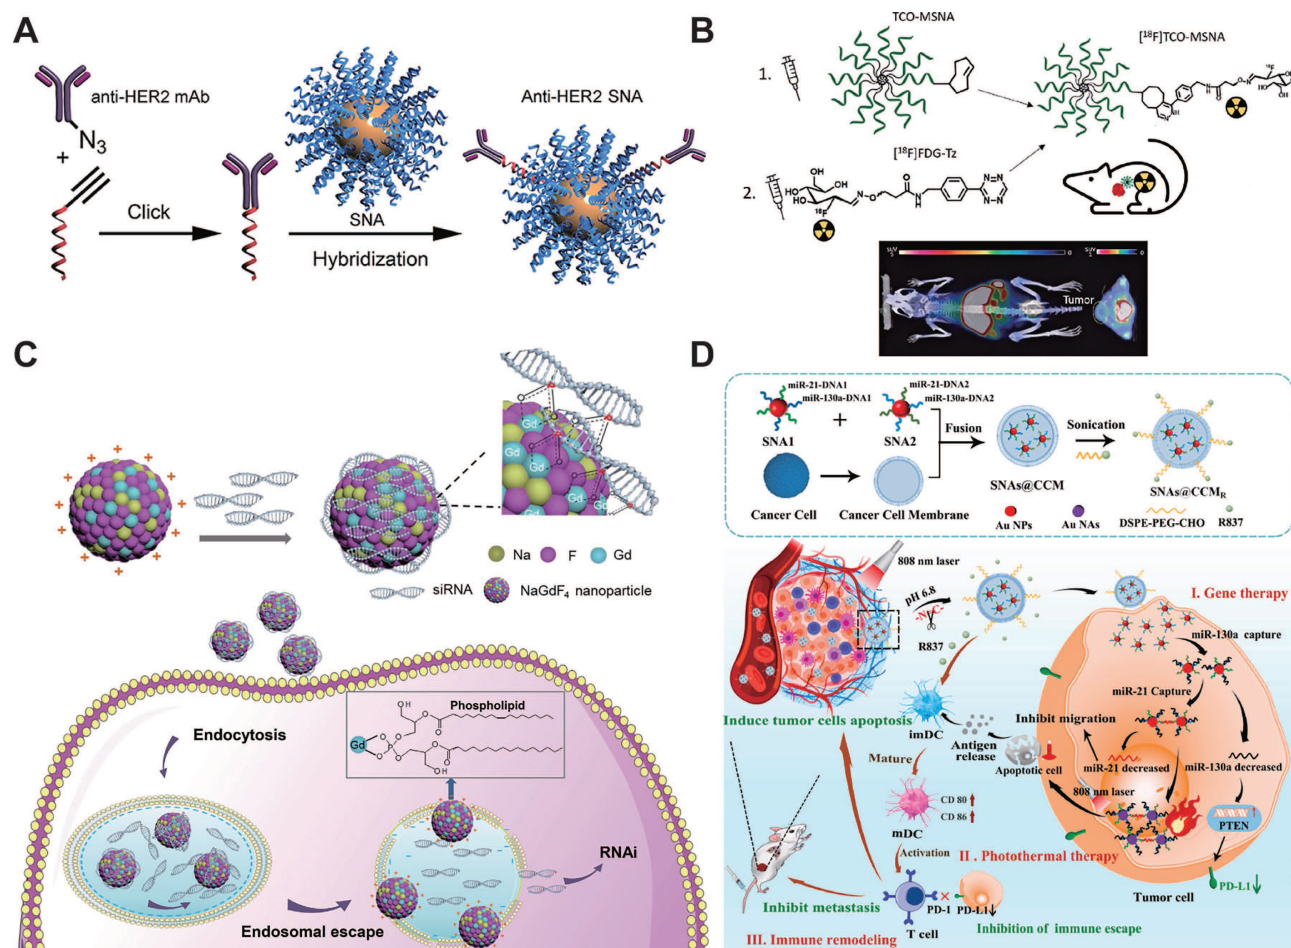 A
anti-HER2 mAb
N3
+
Click
SNA
Hybridization
Anti-HER2 SNA
B
TCO-MSNA
[18F]TCO-MSNA
1.
[18F]FDG-Tz
2.
Tumor
C
Gd
Gd
Gd
Gd
Gd
Na
F
Gd
siRNA
NaGdF4 nanoparticle
Endocytosis
Phospholipid
Gd
Endosomal escape
RNAi
D
miR-21-DNA1
miR-130a-DNA1
+
miR-21-DNA2
miR-130a-DNA2
SNA1
SNA2
Fusion
Sonication
Cancer Cell
Cancer Cell Membrane
SNAs@CCM
SNAs@CCMR
Au NPs
Au NAs
DSPE-PEG-CHO
R837
808 nm laser
pH 6.8
R837
I. Gene therapy
miR-130a capture
miR-21 Capture
Induce tumor cells apoptosis
imDC
Antigen
release
Inhibit migration
Apoptotic cell
miR-21 decreased
miR-130a decreased
Mature
808 nm laser
CD 80
CD 86
PTEN
mDC
Activation
II . Photothermal therapy
PD-L1
Tumor cell
Inhibit metastasis
PD-1
PD-L1
T cell
Inhibition of immune escape
III. Immune remodeling